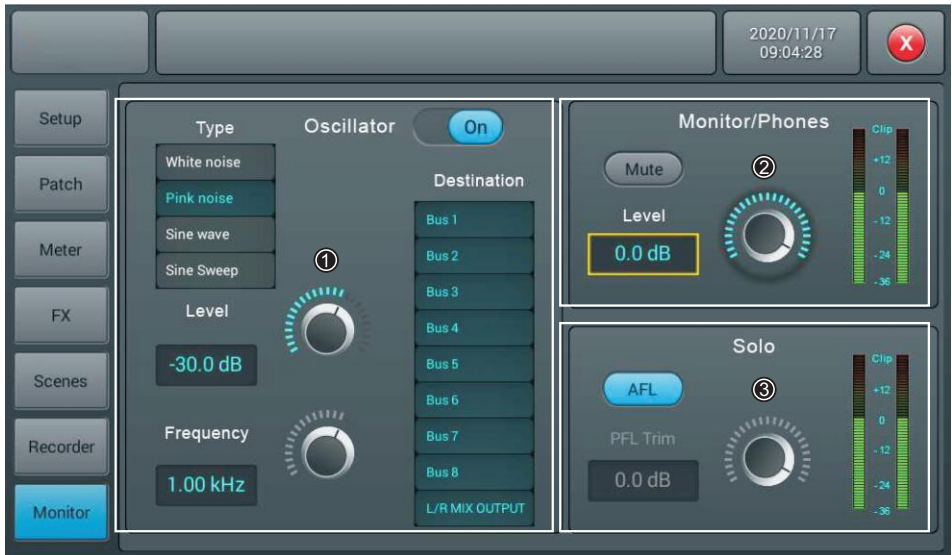 2020/11/17
09:04:28
X
Setup
Patch
Meter
FX
Scenes
Recorder
Monitor
Type
Oscillator
On
White noise
Pink noise
Sine wave
Sine Sweep
①
Level
-30.0 dB
Frequency
1.00 kHz
Destination
Bus 1
Bus 2
Bus 3
Bus 4
Bus 5
Bus 6
Bus 7
Bus 8
L/R MIX OUTPUT
Monitor/Phones
Mute
②
Level
0.0 dB
Clip
+12
0
-12
-24
-36
Solo
AFL
③
PFL Trim
0.0 dB
Clip
+12
0
-12
-24
-36